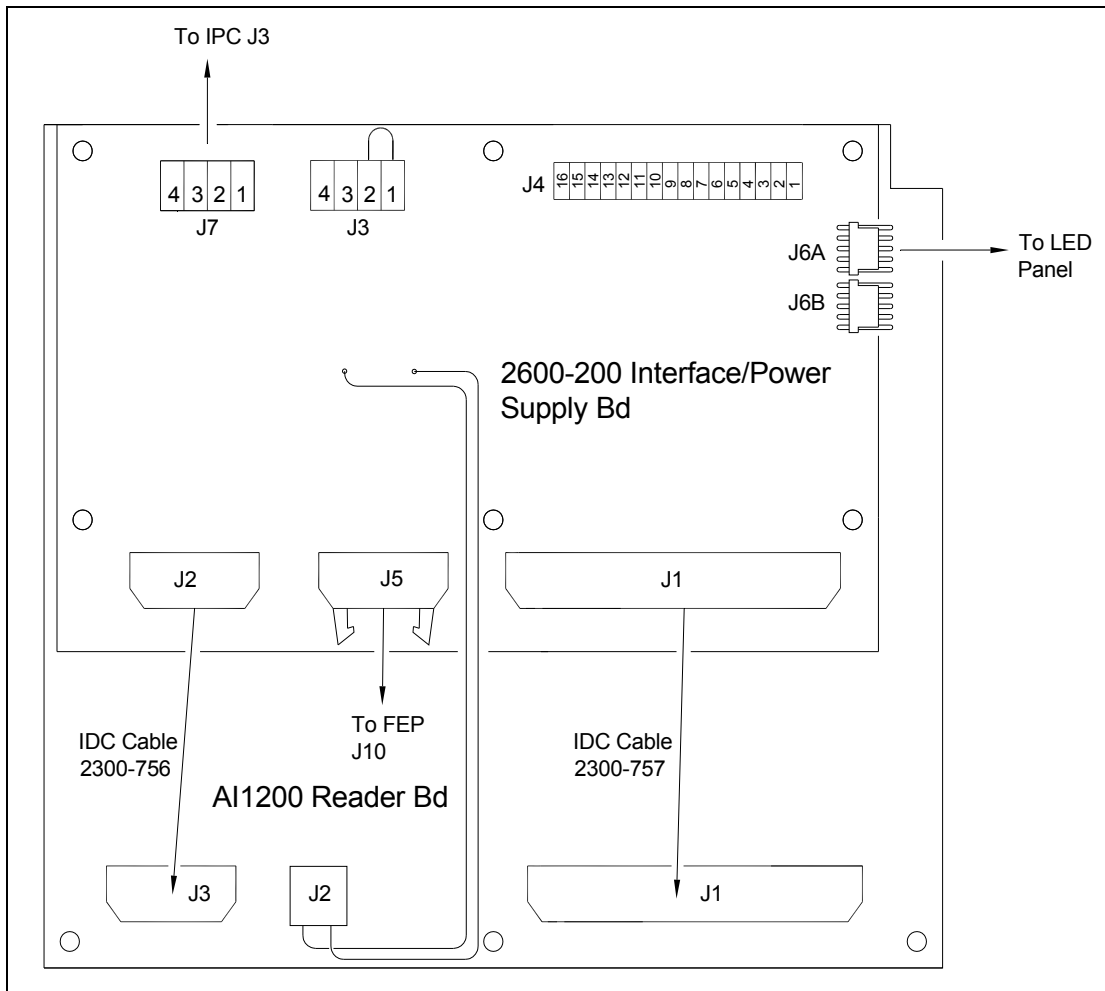 To IPC J3
4 3 2 1
J7
4 3 2 1
J3
J4
16 15 14 13 12 11 10 9 8 7 6 5 4 3 2 1
J6A
To LED
Panel
J6B
2600-200 Interface/Power
Supply Bd
J2
J5
J1
IDC Cable
2300-756
To FEP
J10
IDC Cable
2300-757
AI1200 Reader Bd
J3
J2
J1